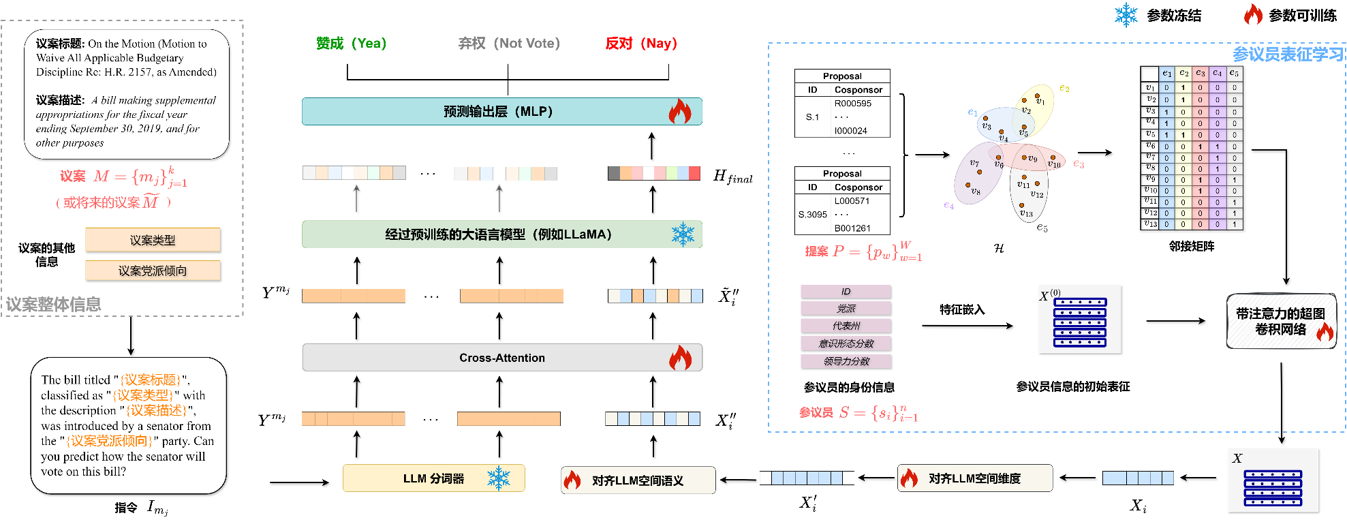 参数冻结
参数可训练
议案标题: On the Motion (Motion to
Waive All Applicable Budgetary
Discipline Re: H.R. 2157, as Amended)
议案描述: A bill making supplemental
appropriations for the fiscal year
ending September 30, 2019, and for
other purposes
议案 M = {m_j}_{j=1}^{k}
(或将来的议案 \widetilde{M} )
议案的其他
信息
议案类型
议案党派倾向
议案整体信息
The bill titled "{议案标题}",
classified as "{议案类型}" with
the description "{议案描述}",
was introduced by a senator from
the "{议案党派倾向}" party. Can
you predict how the senator will
vote on this bill?
指令 I_{m_j}
赞成（Yea）
弃权（Not Vote）
反对（Nay）
预测输出层（MLP）
...
H_{final}
经过预训练的大语言模型（例如LLaMA）
Y^{m_j}
...
...
\tilde{X}_i''
Cross-Attention
Y^{m_j}
...
...
X_i''
LLM 分词器
对齐LLM空间语义
X_i'
对齐LLM空间维度
X_i
X
参议员表征学习
Proposal
ID Cosponsor
S.1
R000595
...
I000024
...
Proposal
ID Cosponsor
S.3095
L000571
...
B001261
提案 P = {p_w}_{w=1}^{W}
e_1
e_2
e_3
e_4
e_5
v_1
v_2
v_3
v_4
v_5
v_6
v_7
v_8
v_9
v_10
v_11
v_12
v_13
ℋ
e_1 e_2 e_3 e_4 e_5
v_1 0 1 0 0 0
v_2 0 1 0 0 0
v_3 1 0 0 0 0
v_4 1 0 0 0 0
v_5 1 1 0 0 0
v_6 0 0 1 1 0
v_7 0 0 0 1 0
v_8 0 0 0 1 0
v_9 0 0 1 0 1
v_10 0 0 1 0 0
v_11 0 0 0 0 1
v_12 0 0 0 0 1
v_13 0 0 0 0 1
邻接矩阵
ID
党派
代表州
意识形态分数
领导力分数
特征嵌入
X^{(0)}
带注意力的超图
卷积网络
参议员的身份信息
参议员信息的初始表征
参议员 S = {s_i}_{i=1}^{n}